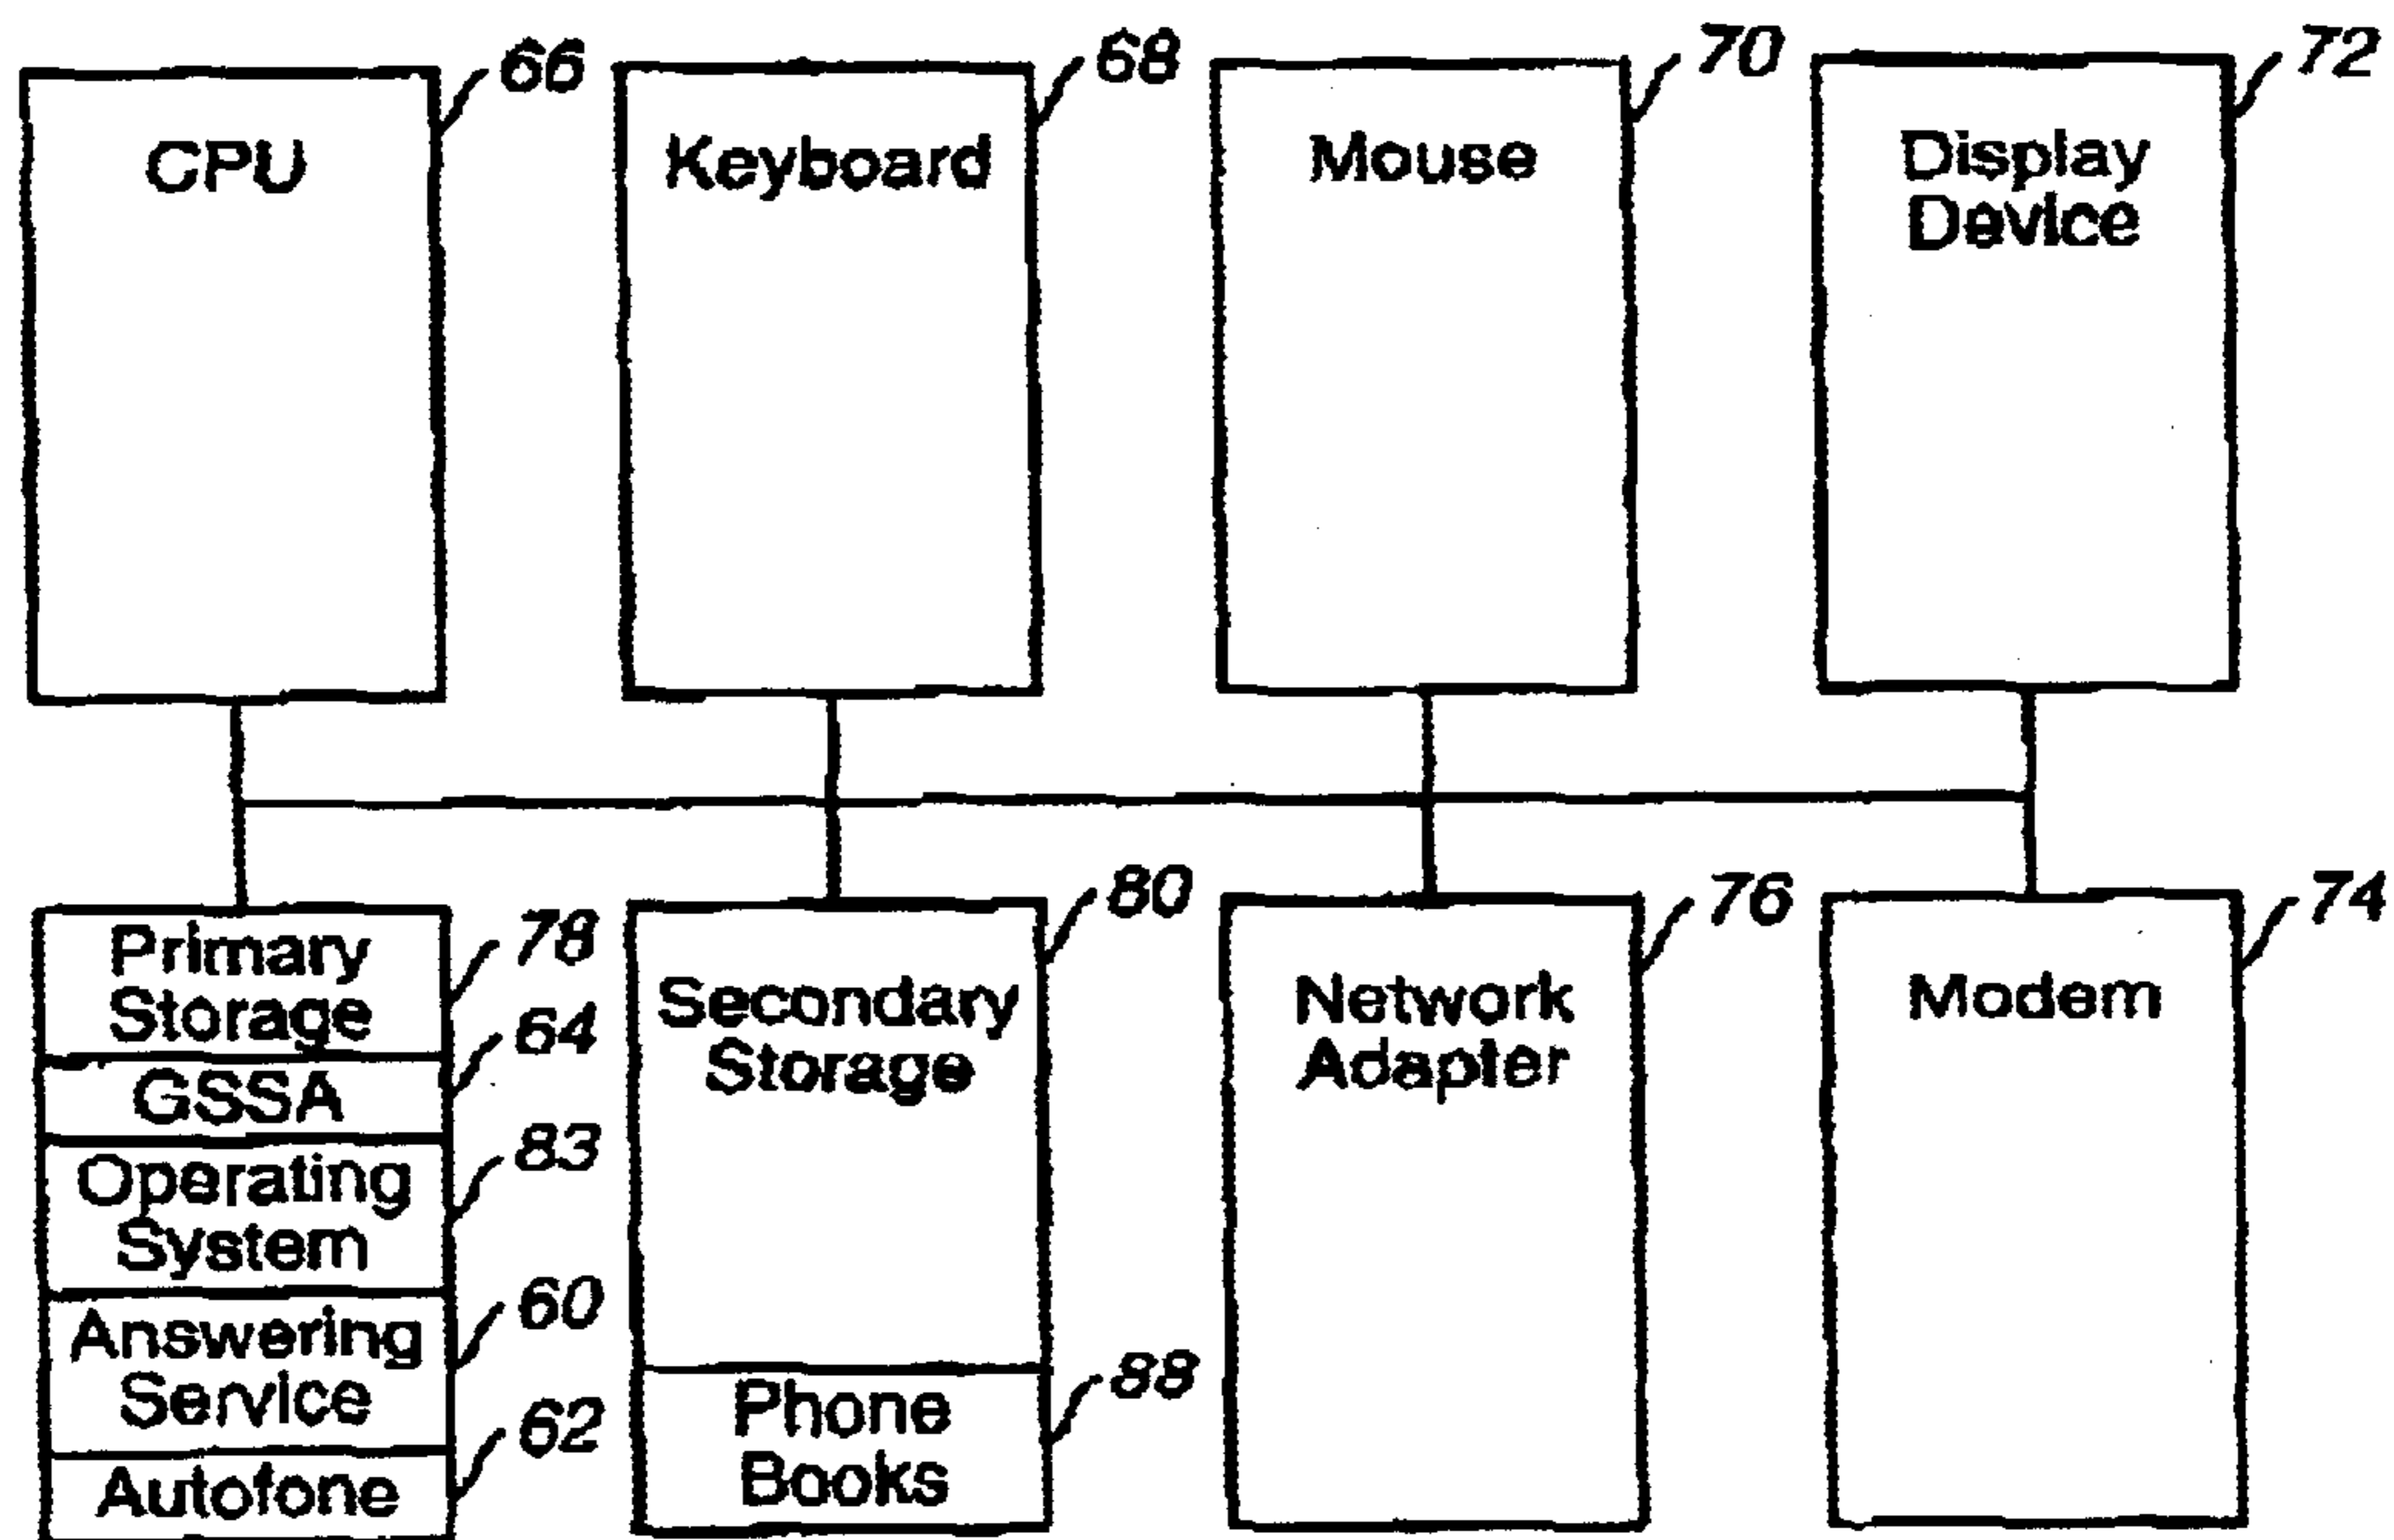 66
CPU
68
Keyboard
70
Mouse
72
Display
Device
78
Primary
Storage
64
GSSA
83
Operating
System
60
Answering
Service
62
Autofone
80
Secondary
Storage
88
Phone
Books
76
Network
Adapter
74
Modem